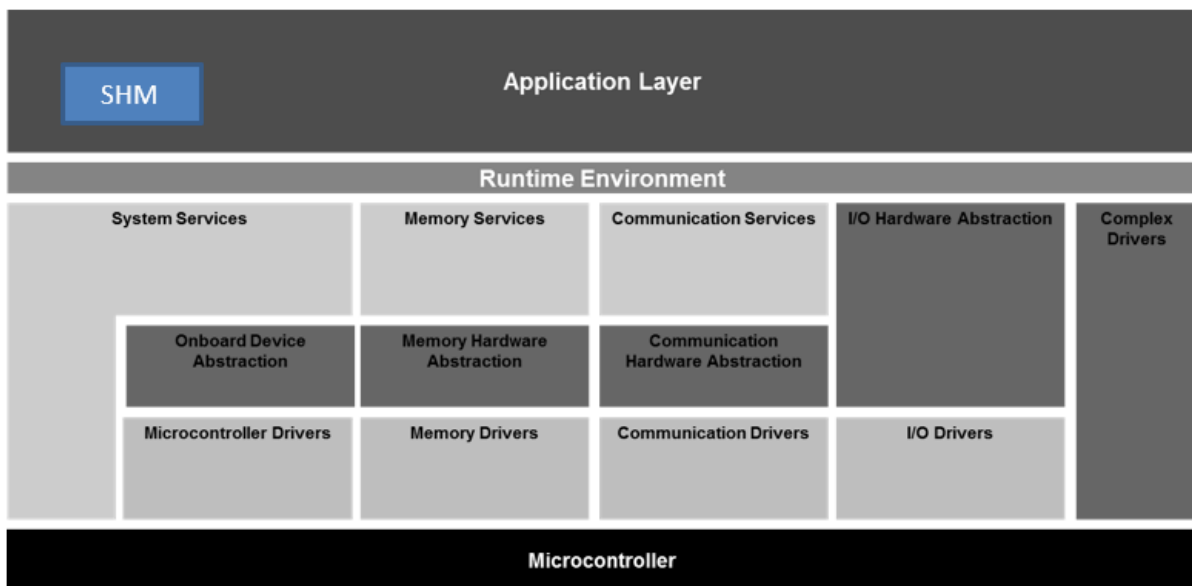 SHM
Application Layer
Runtime Environment
System Services
Memory Services
Communication Services
I/O Hardware Abstraction
Complex
Drivers
Onboard Device
Abstraction
Memory Hardware
Abstraction
Communication
Hardware Abstraction
Microcontroller Drivers
Memory Drivers
Communication Drivers
I/O Drivers
Microcontroller